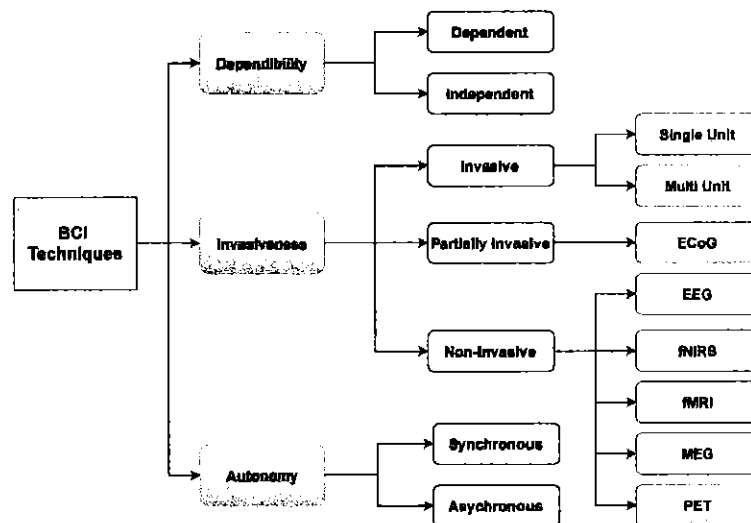 BCI
Techniques
Dependibility
Dependent
Independent
Invasiveness
Invasive
Single Unit
Multi Unit
Partially Invasive
ECoG
Non-Invasive
EEG
fNIRS
fMRI
MEG
PET
Autonomy
Synchronous
Asychronous